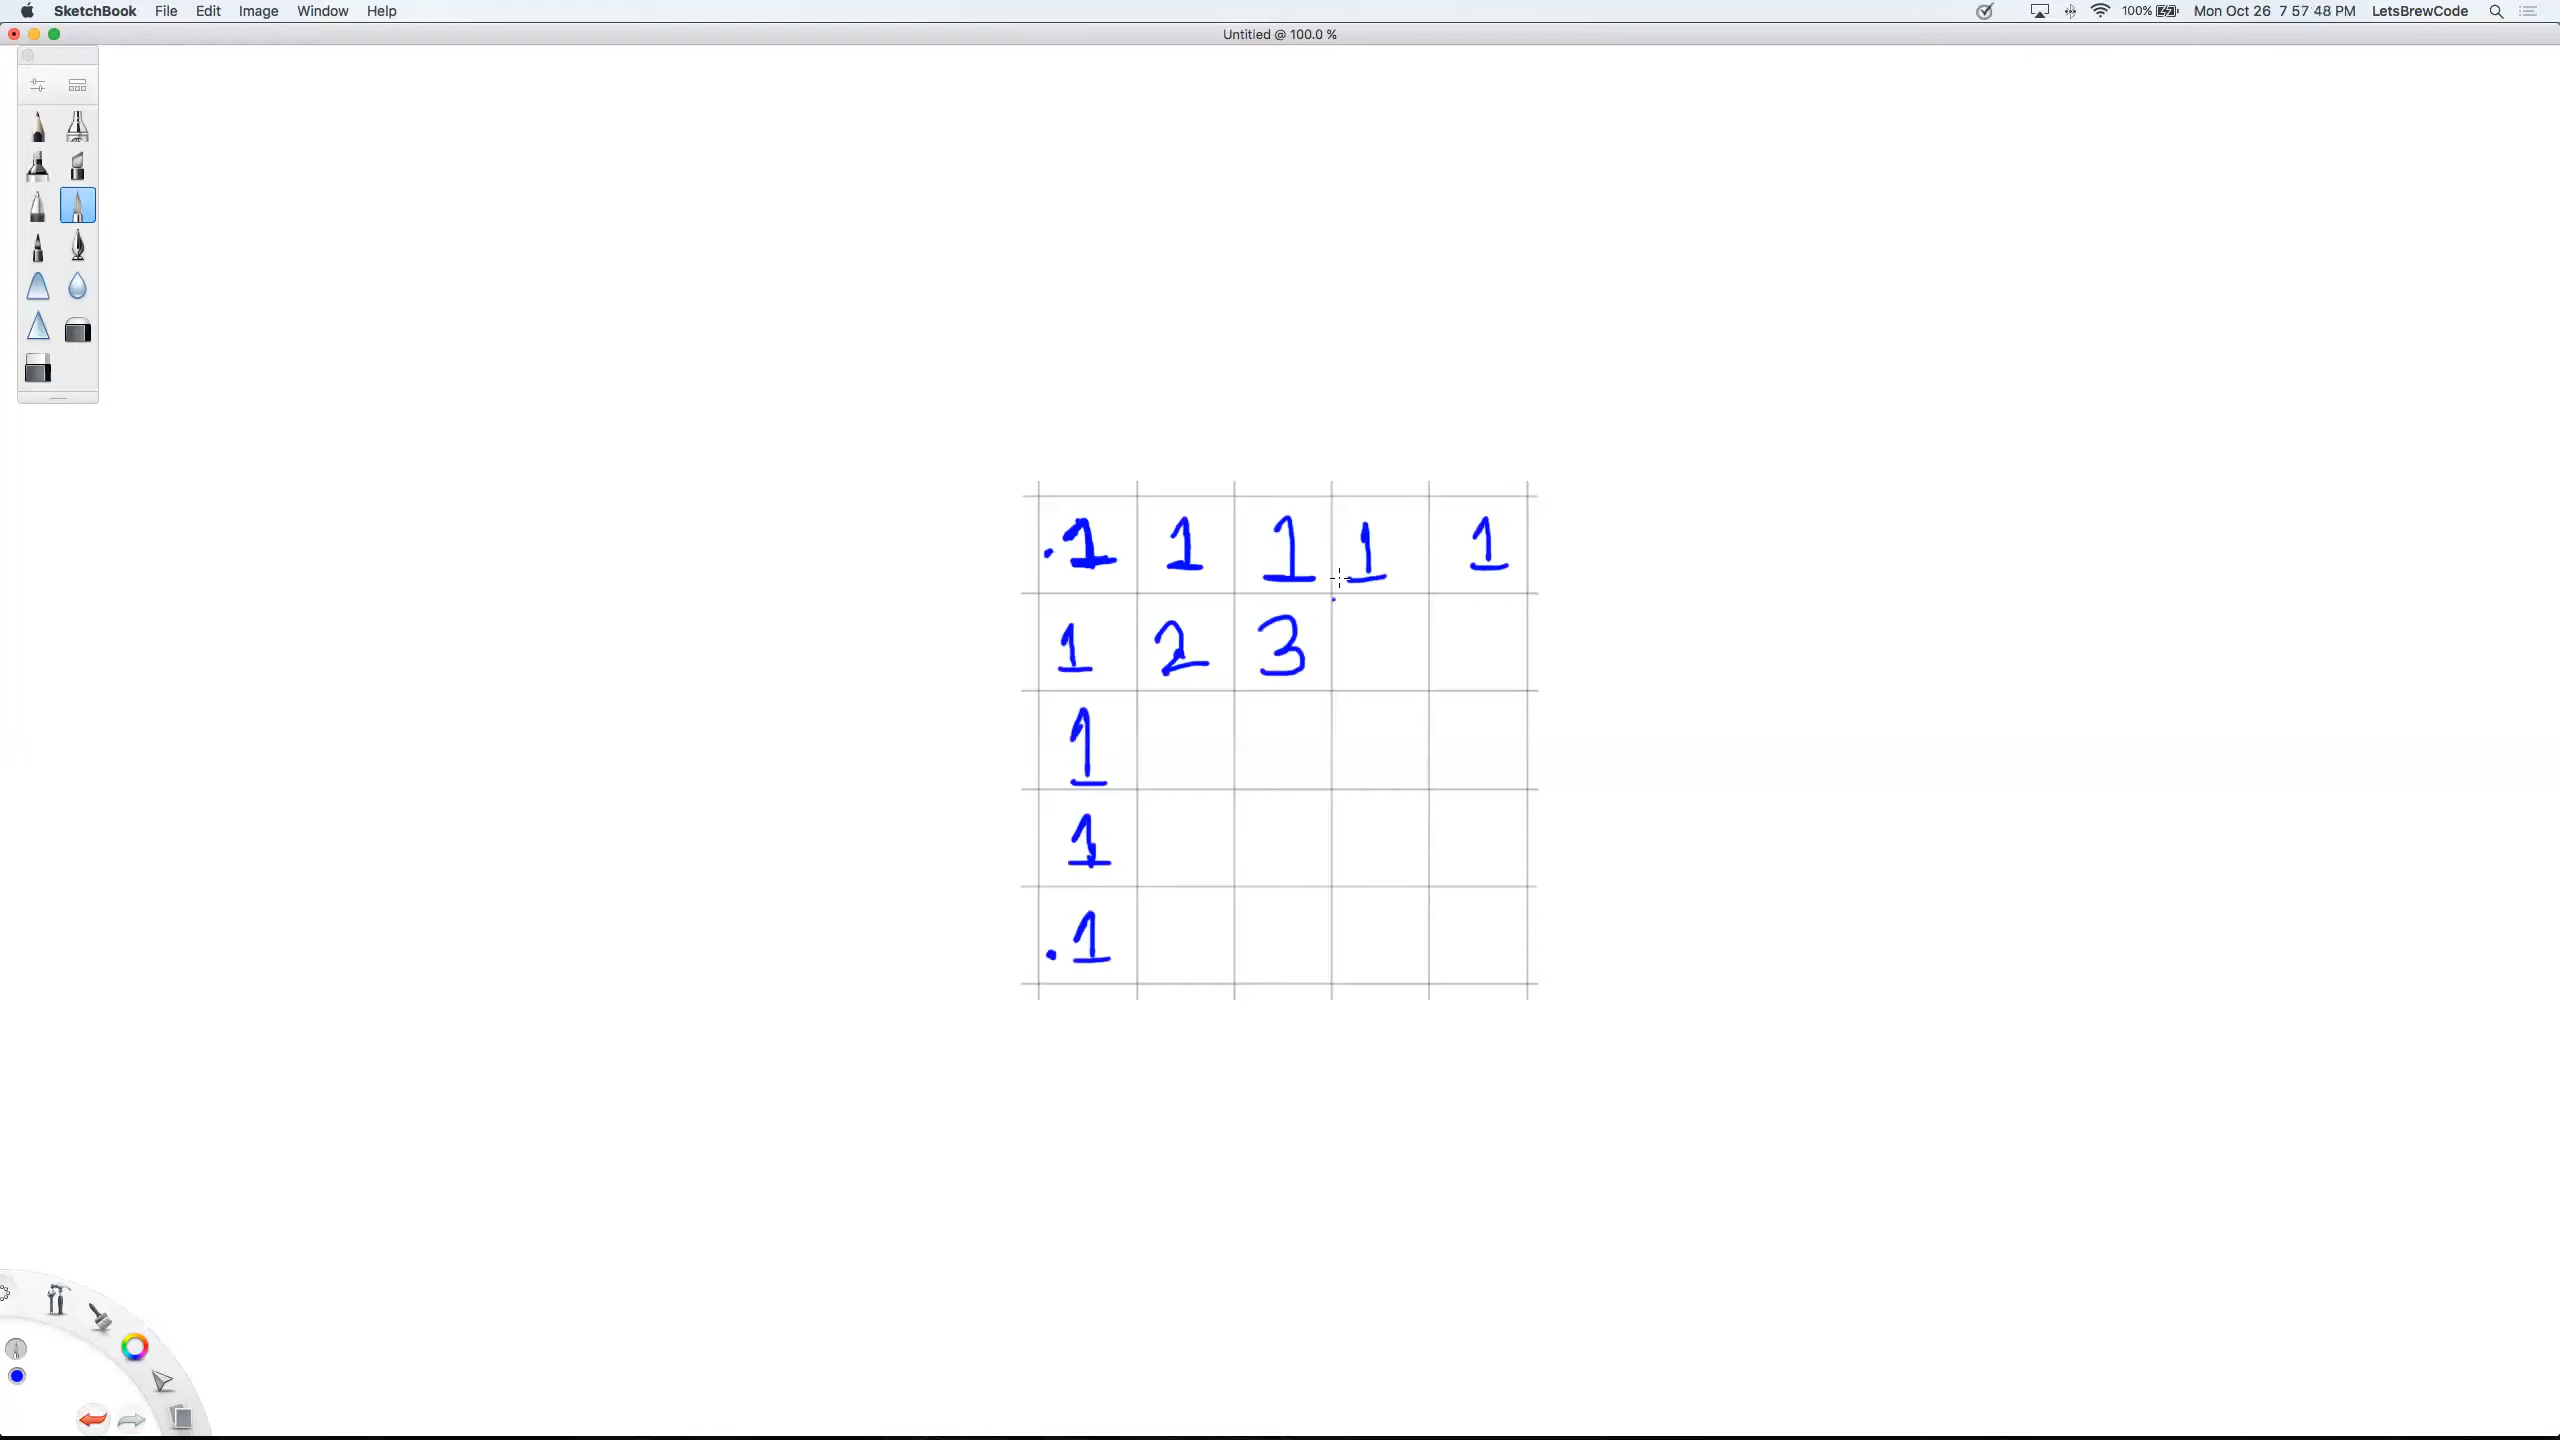 SketchBook File Edit Image Window Help 100% Mon Oct 26 7 57 48 PM LetsBrewCode
Untitled @ 100.0 %
.1 1 1 1 1
1 2 3
1
1
.1